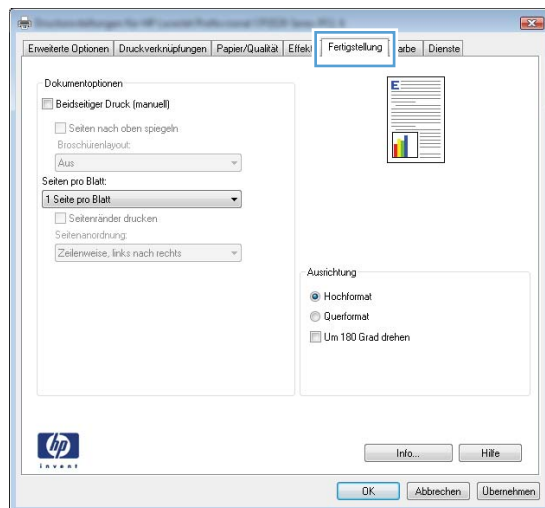 Erweiterte Optionen Druckverknüpfungen Papier/Qualität Effek Fertigstellung arbe Dienste
Dokumentoptionen
Beidseitiger Druck (manuell)
Seiten nach oben spiegeln
Broschürenlayout:
Aus
Seiten pro Blatt:
1 Seite pro Blatt
Seitenränder drucken
Seitenanordnung:
Zeilenweise, links nach rechts
E
Ausrichtung
Hochformat
Querformat
Um 180 Grad drehen
hp
invent
Info... Hilfe
OK Abbrechen Übernehmen